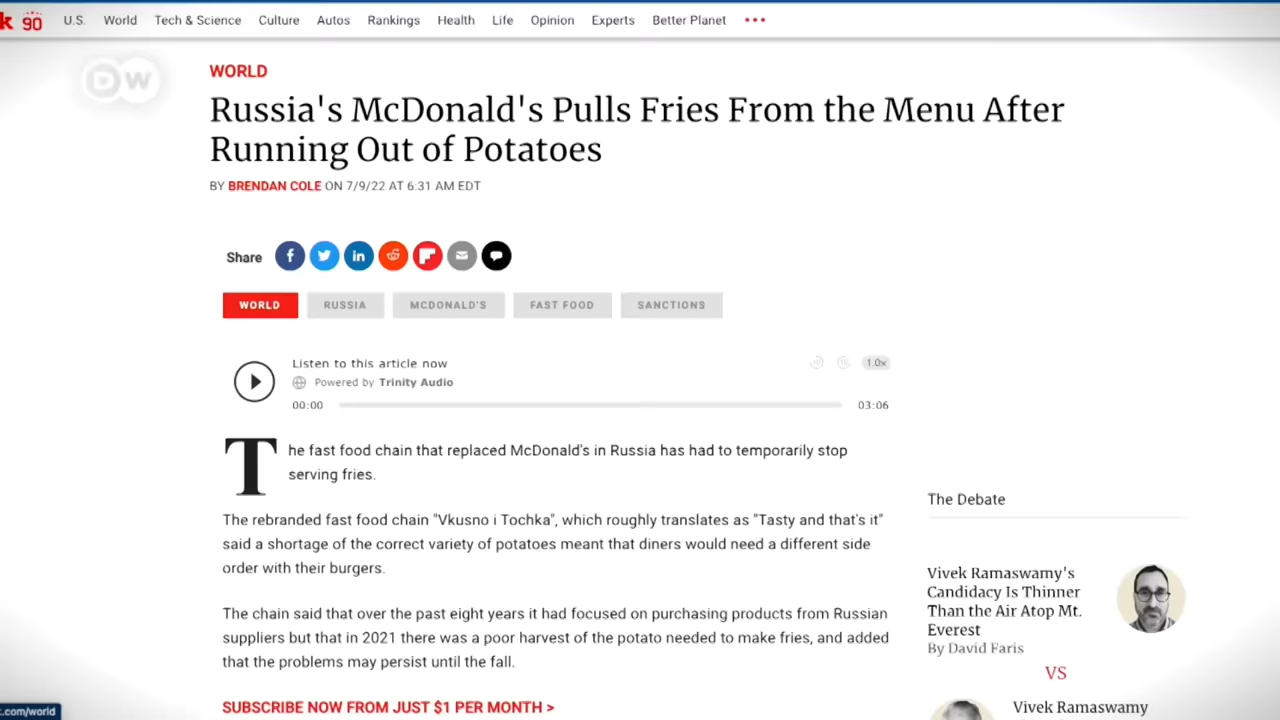 k 90 U.S. World Tech & Science Culture Autos Rankings Health Life Opinion Experts Better Planet
DW
WORLD
Russia's McDonald's Pulls Fries From the Menu After
Running Out of Potatoes
BY BRENDAN COLE ON 7/9/22 AT 6:31 AM EDT
Share
WORLD RUSSIA MCDONALD'S FAST FOOD SANCTIONS
Listen to this article now
1.0x
Powered by Trinity Audio
00:00
03:06
The fast food chain that replaced McDonald's in Russia has had to temporarily stop
serving fries.
The rebranded fast food chain "Vkusno i Tochka", which roughly translates as "Tasty and that's it"
said a shortage of the correct variety of potatoes meant that diners would need a different side
order with their burgers.
The chain said that over the past eight years it had focused on purchasing products from Russian
suppliers but that in 2021 there was a poor harvest of the potato needed to make fries, and added
that the problems may persist until the fall.
SUBSCRIBE NOW FROM JUST $1 PER MONTH >
The Debate
Vivek Ramaswamy's
Candidacy Is Thinner
Than the Air Atop Mt.
Everest
By David Faris
VS
Vivek Ramaswamy
.com/world